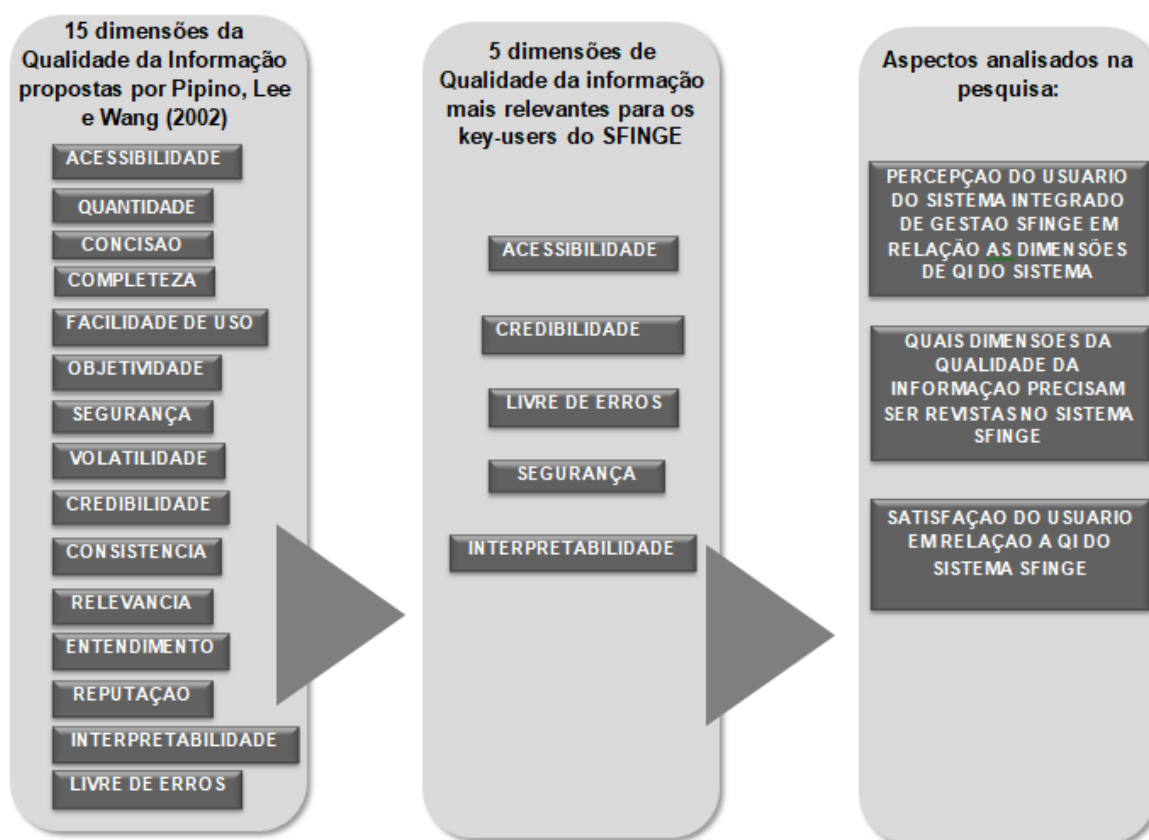 15 dimensões da
Qualidade da Informação
propostas por Pipino, Lee
e Wang (2002)
ACESSIBILIDADE
QUANTIDADE
CONCISAO
COMPLETEZA
FACILIDADE DE USO
OBJETIVIDADE
SEGURANÇA
VOLATILIDADE
CREDIBILIDADE
CONSISTENCIA
RELEVANCIA
ENTENDIMENTO
REPUTAÇAO
INTERPRETABILIDADE
LIVRE DE ERROS
5 dimensões de
Qualidade da informação
mais relevantes para os
key-users do SFINGE
ACESSIBILIDADE
CREDIBILIDADE
LIVRE DE ERROS
SEGURANÇA
INTERPRETABILIDADE
Aspectos analisados na
pesquisa:
PERCEPÇAO DO USUARIO
DO SISTEMA INTEGRADO
DE GESTAO SFINGE EM
RELAÇÃO AS DIMENSÕES
DE QI DO SISTEMA
QUAIS DIMENSOES DA
QUALIDADE DA
INFORMAÇAO PRECISAM
SER REVISTAS NO SISTEMA
SFINGE
SATISFAÇAO DO USUARIO
EM RELAÇAO A QI DO
SISTEMA SFINGE